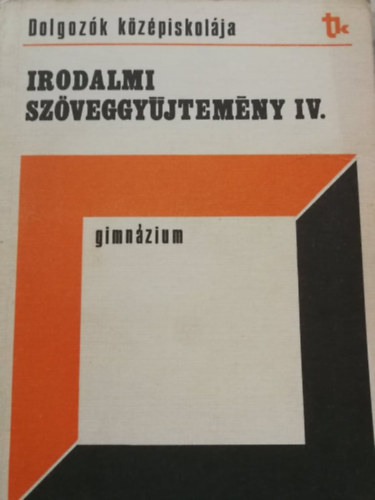 Dolgozók középiskolája
tk
IRODALMI
SZÖVEGGYŰJTEMÉNY IV.
gimnázium